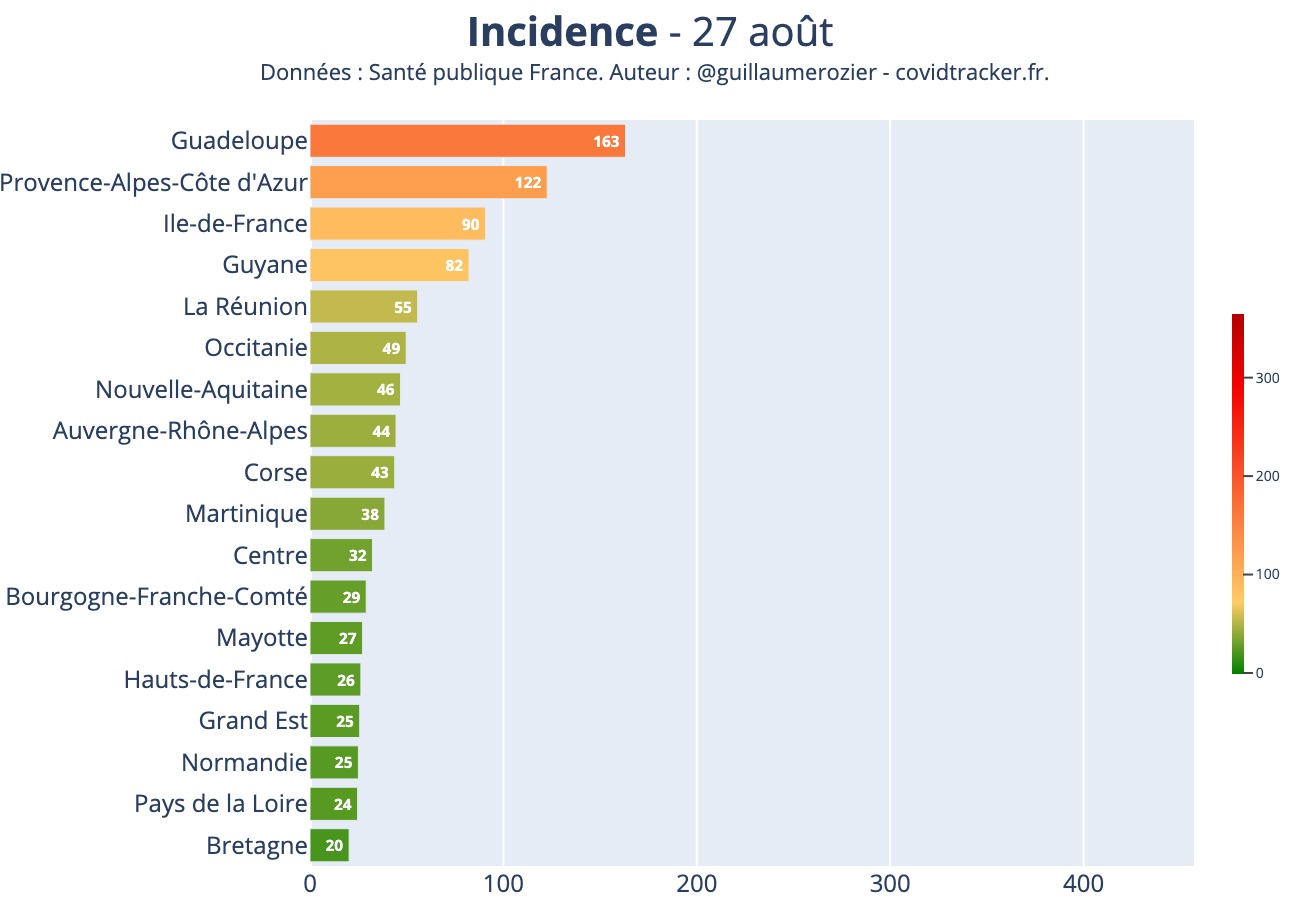 Incidence - 27 août
Données : Santé publique France. Auteur : @guillaumerozier - covidtracker.fr.
Guadeloupe 163
Provence-Alpes-Côte d'Azur 122
Ile-de-France 90
Guyane 82
La Réunion 55
Occitanie 49
Nouvelle-Aquitaine 46
Auvergne-Rhône-Alpes 44
Corse 43
Martinique 38
Centre 32
Bourgogne-Franche-Comté 29
Mayotte 27
Hauts-de-France 26
Grand Est 25
Normandie 25
Pays de la Loire 24
Bretagne 20
0 100 200 300 400
300
200
100
0